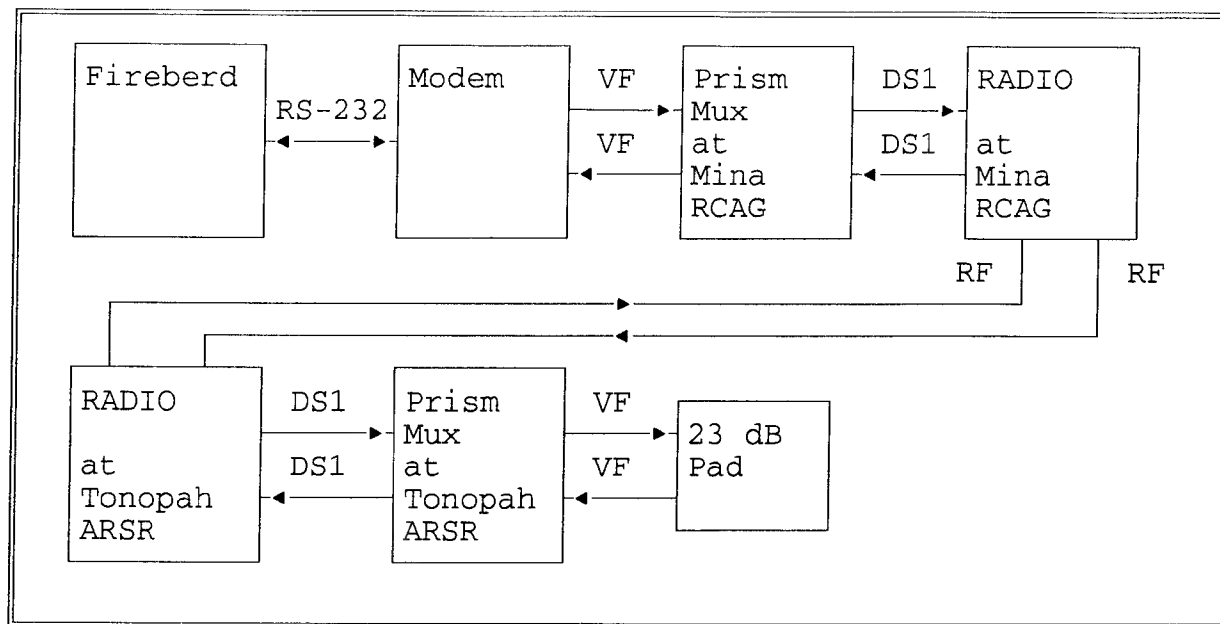 Fireberd
RS-232
Modem
VF
VF
Prism
Mux
at
Mina
RCAG
DS1
DS1
RADIO
at
Mina
RCAG
RF
RF
RADIO
at
Tonopah
ARSR
DS1
DS1
Prism
Mux
at
Tonopah
ARSR
VF
VF
23 dB
Pad